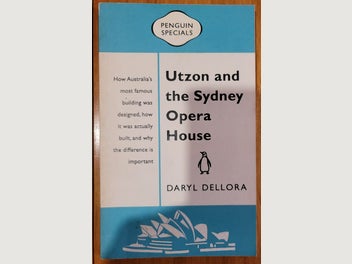 PENGUIN
SPECIALS
How Australia's
most famous
building was
designed, how
it was actually
built; and why
the difference is
important
Utzon and
the Sydney
Opera
House
DARYL DELLORA